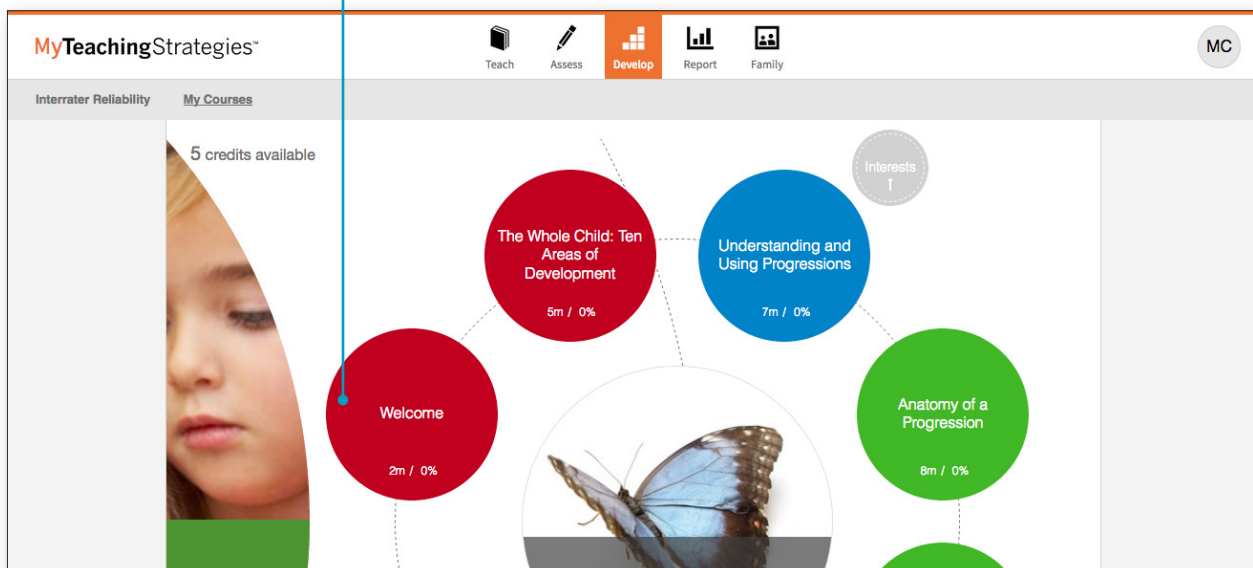 MyTeachingStrategies™
Teach
Assess
Develop
Report
Family
MC
Interrater Reliability
My Courses
5 credits available
Interests
The Whole Child: Ten
Areas of
Development
5m / 0%
Understanding and
Using Progressions
7m / 0%
Welcome
2m / 0%
Anatomy of a
Progression
8m / 0%